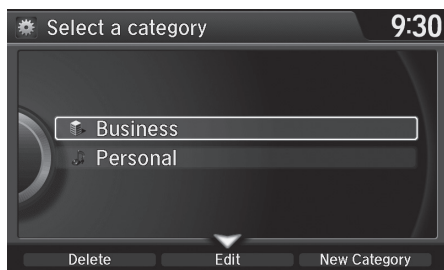 Select a category 9:30
Business
Personal
Delete Edit New Category